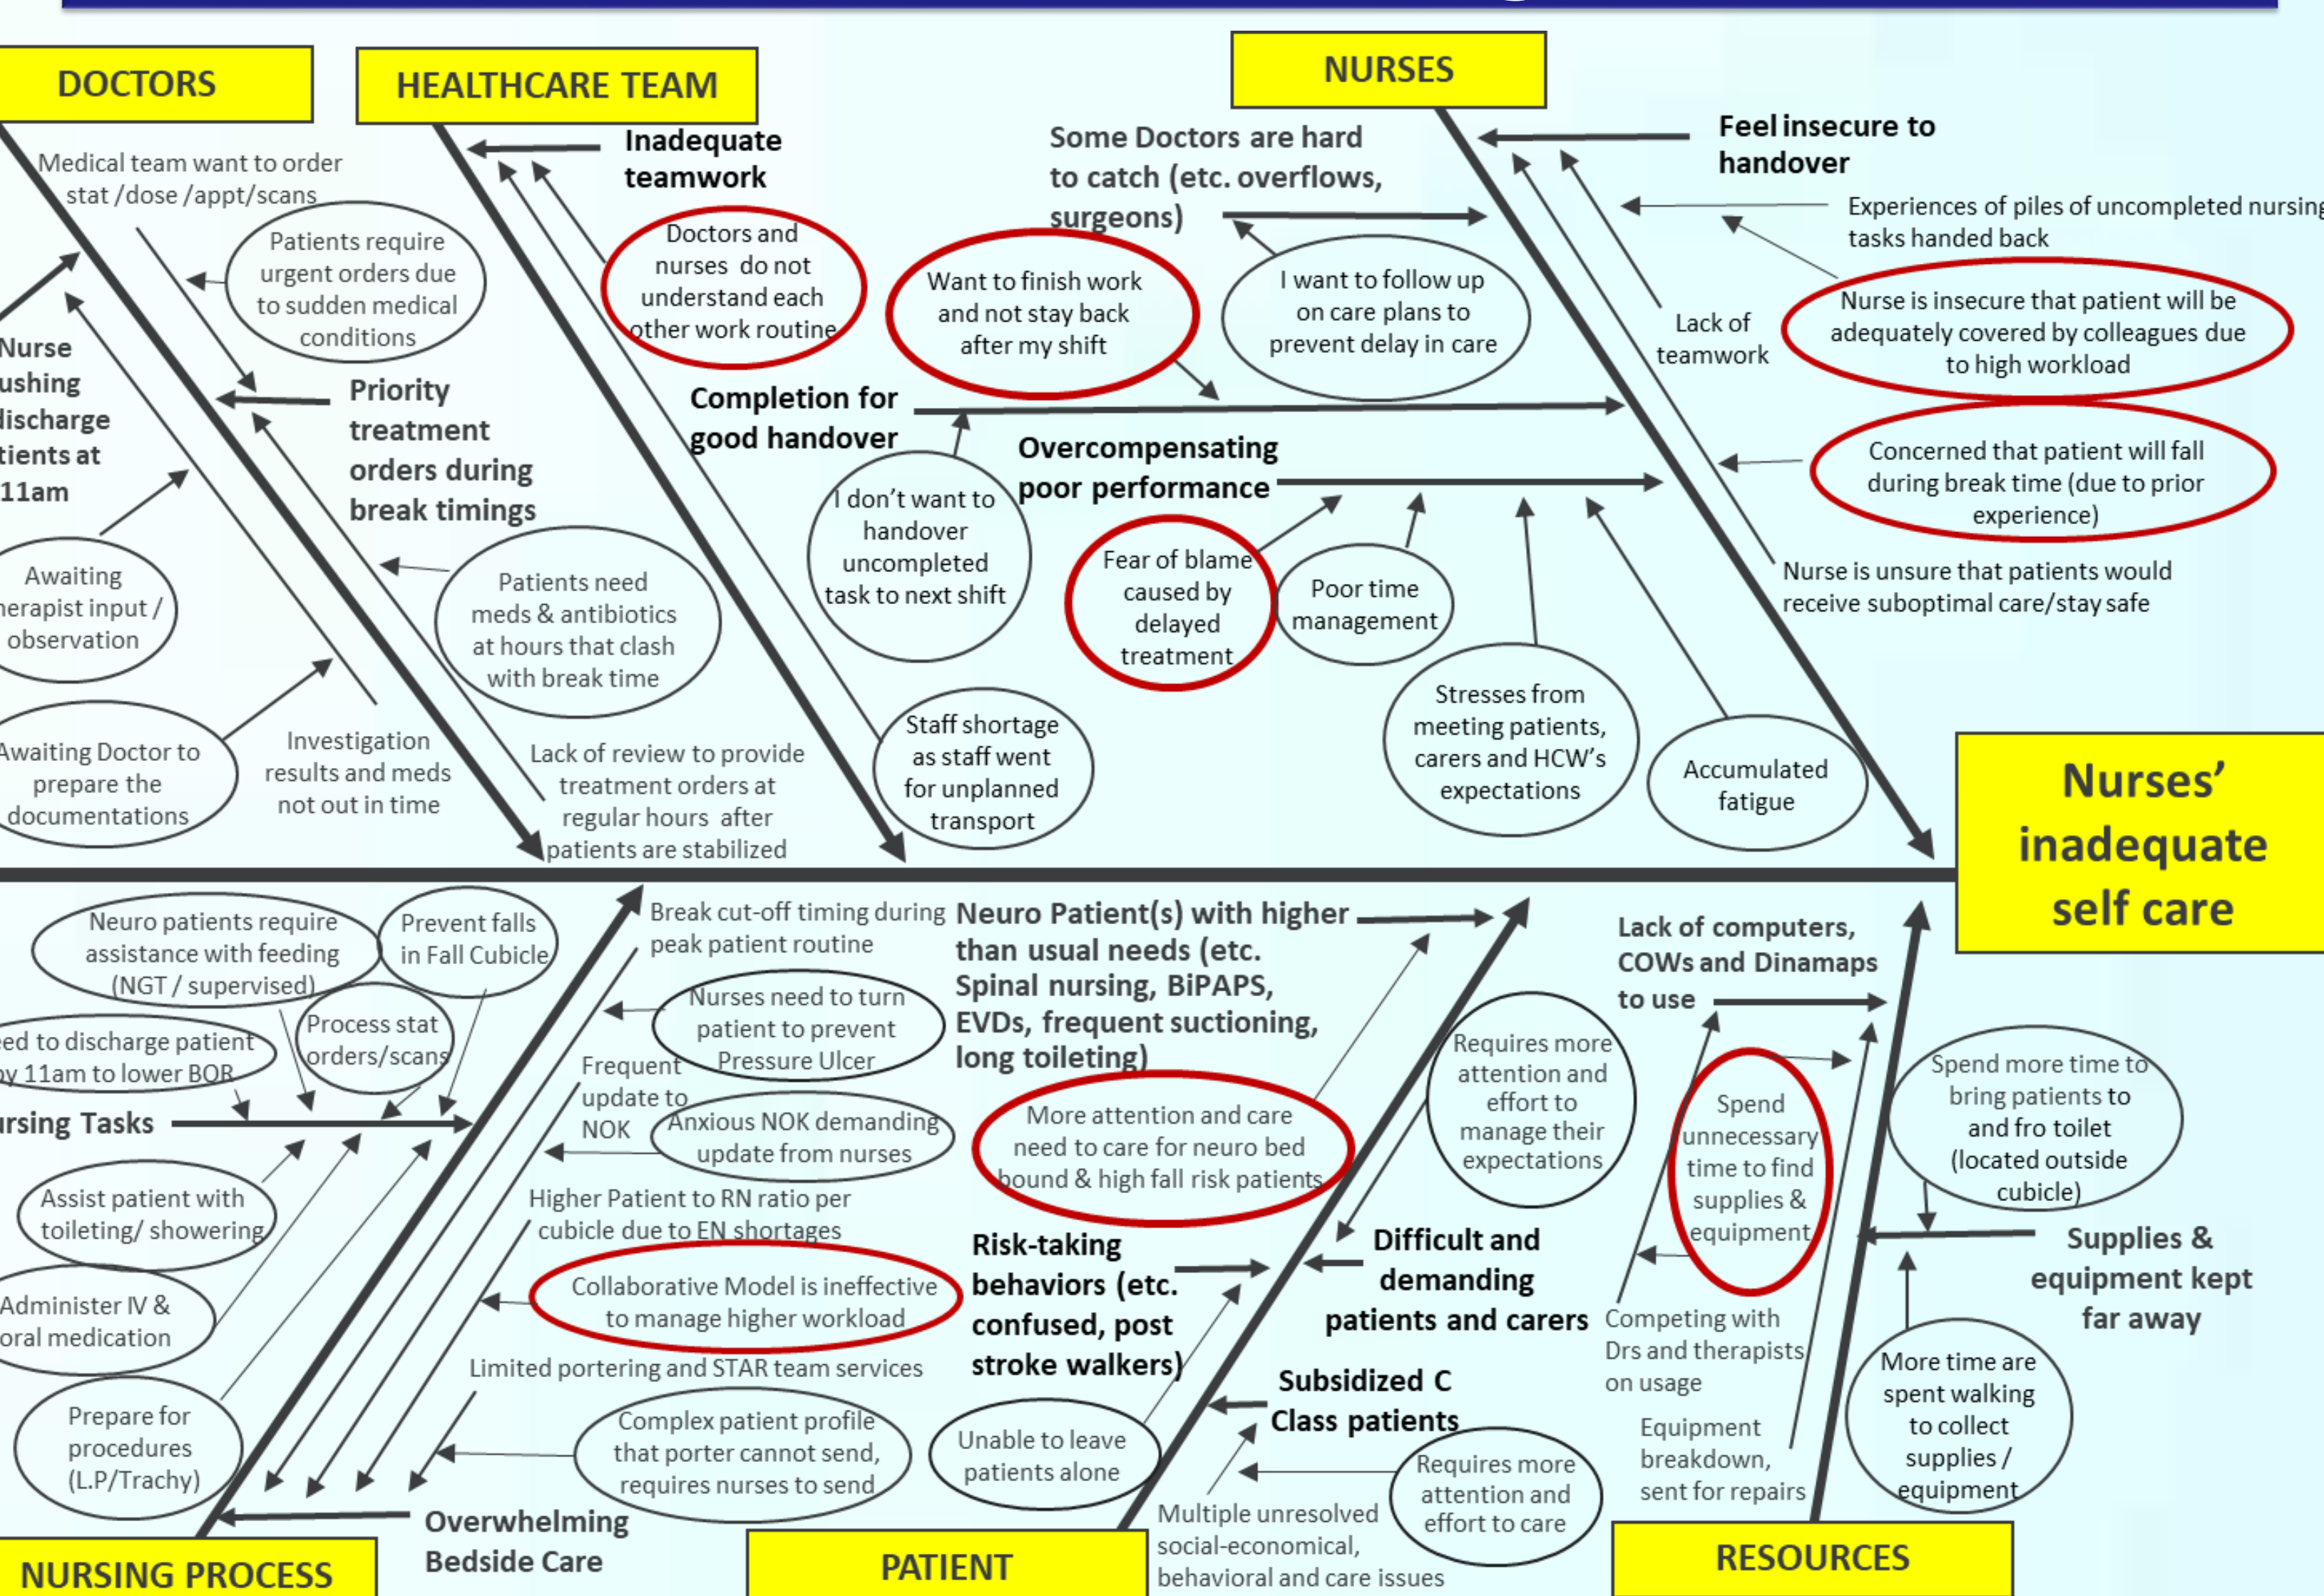 DOCTORS
HEALTHCARE TEAM
NURSES
Medical team want to order
stat /dose /appt/scans
Patients require
urgent orders due
to sudden medical
conditions
Nurse
11am
Priority
treatment
orders during
break timings
Awaiting
input /
observation
Patients need
meds & antibiotics
at hours that clash
with break time
Awaiting Doctor to
prepare the
documentations
Investigation
results and meds
not out in time
Lack of review to provide
treatment orders at
regular hours after
patients are stabilized
Inadequate
teamwork
Doctors and
nurses do not
understand each
other work routine
Staff shortage
as staff went
for unplanned
transport
Some Doctors are hard
to catch (etc. overflows,
surgeons)
Want to finish work
and not stay back
after my shift
I want to follow up
on care plans to
prevent delay in care
Completion for
good handover
I don't want to
handover
uncompleted
task to next shift
Overcompensating
poor performance
Fear of blame
caused by
delayed
treatment
Poor time
management
Stresses from
meeting patients,
carers and HCW's
expectations
Accumulated
fatigue
Feel insecure to
handover
Experiences of piles of uncompleted nursing
tasks handed back
Nurse is insecure that patient will be
adequately covered by colleagues due
to high workload
Lack of
teamwork
Concerned that patient will fall
during break time (due to prior
experience)
Nurse is unsure that patients would
receive suboptimal care/stay safe
Nurses'
inadequate
self care
Neuro patients require
assistance with feeding
(NGT / supervised)
Prevent falls
in Fall Cubicle
to discharge patient
11am to lower BOR
Process stat
orders/scans
Tasks
Assist patient with
toileting/ showering
Administer IV &
oral medication
Prepare for
procedures
(L.P/Trachy)
NURSING PROCESS
Break cut-off timing during
peak patient routine
Nurses need to turn
patient to prevent
Pressure Ulcer
Frequent
update to
NOK
Anxious NOK demanding
update from nurses
Higher Patient to RN ratio per
cubicle due to EN shortages
Collaborative Model is ineffective
to manage higher workload
Limited portering and STAR team services
Complex patient profile
that porter cannot send,
requires nurses to send
Overwhelming
Bedside Care
Neuro Patient(s) with higher
than usual needs (etc.
Spinal nursing, BiPAPS,
EVDs, frequent suctioning,
long toileting)
More attention and care
need to care for neuro bed
bound & high fall risk patients
Requires more
attention and
effort to
manage their
expectations
Risk-taking
behaviors (etc.
confused, post
stroke walkers)
Difficult and
demanding
patients and carers
Unable to leave
patients alone
Subsidized C
Class patients
Requires more
attention and
effort to care
Multiple unresolved
social-economical,
behavioral and care issues
PATIENT
Lack of computers,
COWs and Dinamaps
to use
Spend
unnecessary
time to find
supplies &
equipment
Spend more time to
bring patients to
and fro toilet
(located outside
cubicle)
Supplies &
equipment kept
far away
Competing with
Drs and therapists
on usage
Equipment
breakdown,
sent for repairs
More time are
spent walking
to collect
supplies /
equipment
RESOURCES